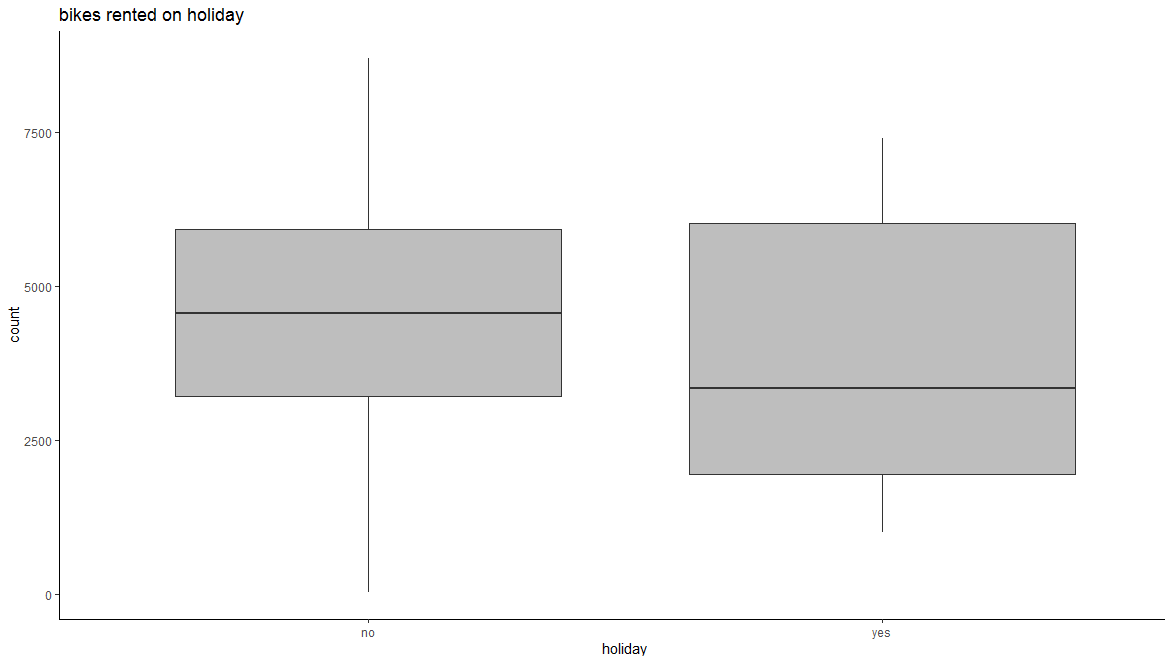 bikes rented on holiday
7500
5000
2500
0
count
no
yes
holiday